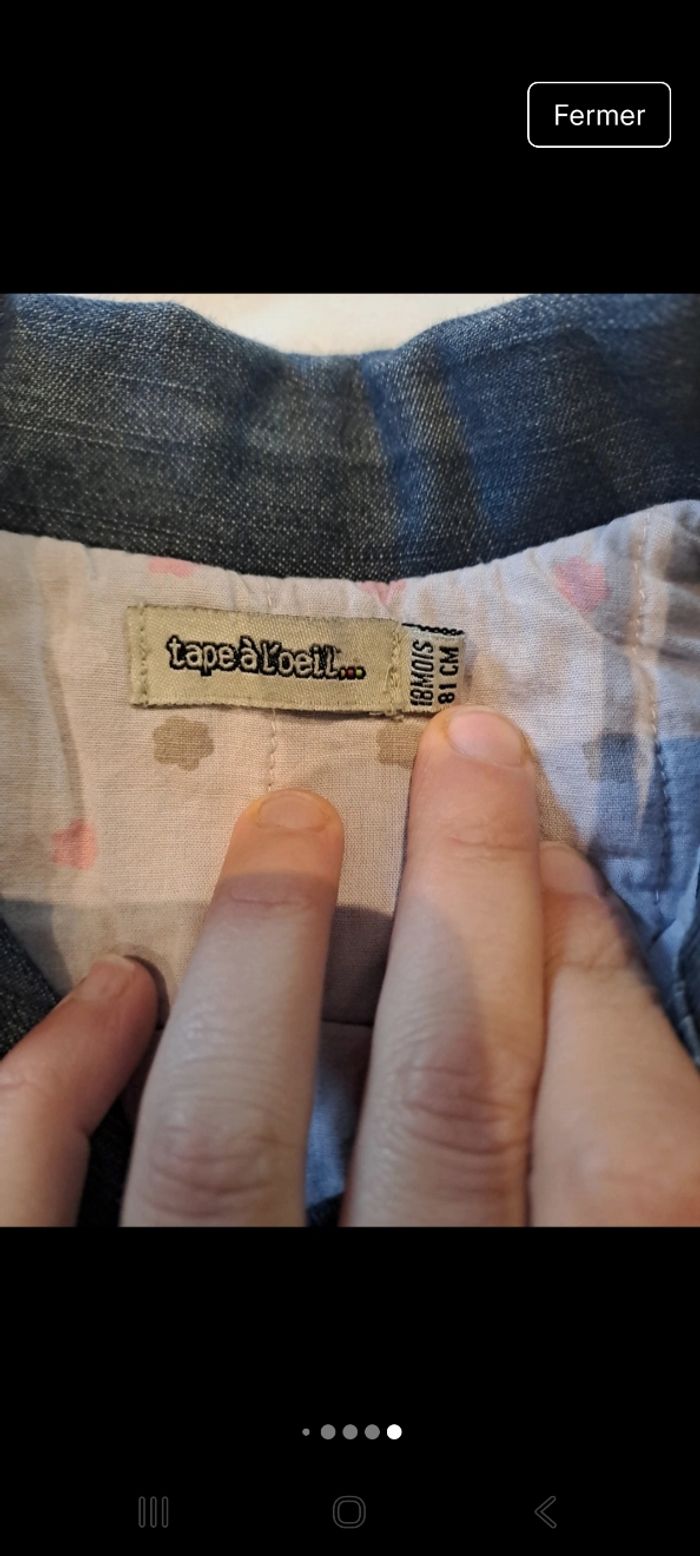 Fermer
tape à l'oeil...
18MOIS
81 CM